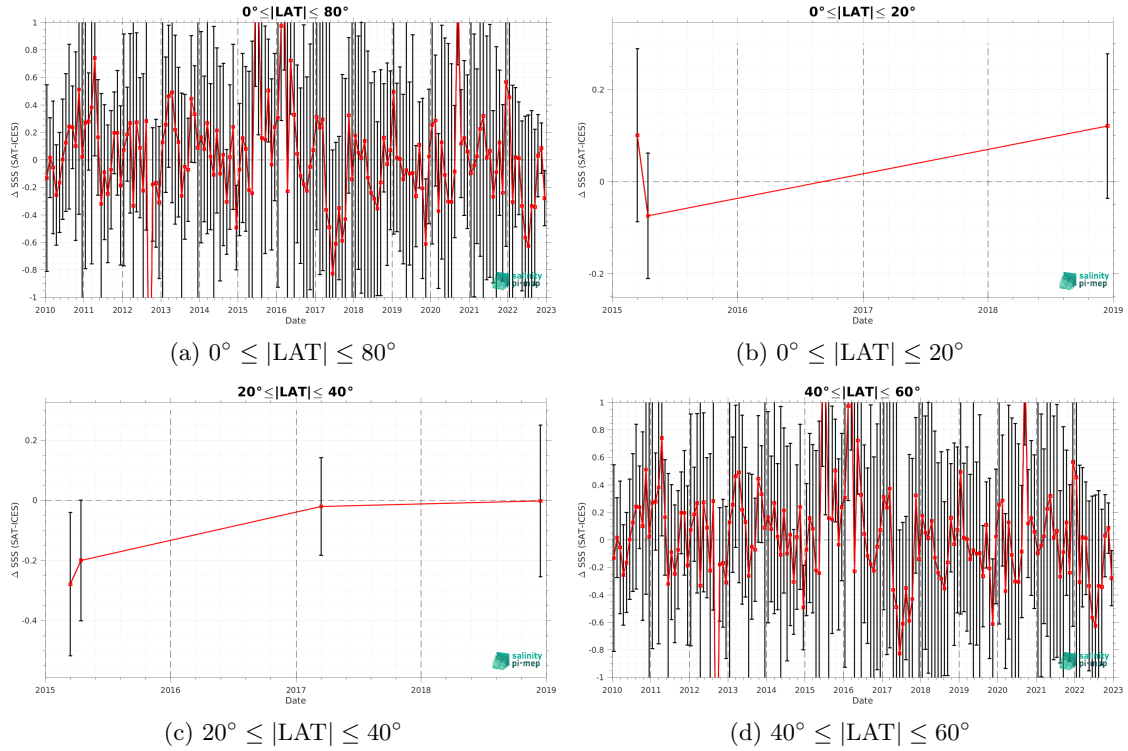 0°≤|LAT|≤ 80°
Δ SSS (SAT-ICES)
1
0.8
0.6
0.4
0.2
0
-0.2
-0.4
-0.6
-0.8
-1
2010 2011 2012 2013 2014 2015 2016 2017 2018 2019 2020 2021 2022 2023
Date
salinity
pi-mep
(a) 0° ≤ |LAT| ≤ 80°
0°≤|LAT|≤ 20°
Δ SSS (SAT-ICES)
0.2
0
-0.2
2015 2016 2017 2018 2019
Date
salinity
pi-mep
(b) 0° ≤ |LAT| ≤ 20°
20°≤|LAT|≤ 40°
Δ SSS (SAT-ICES)
0.2
0
-0.2
-0.4
2015 2016 2017 2018 2019
Date
salinity
pi-mep
(c) 20° ≤ |LAT| ≤ 40°
40°≤|LAT|≤ 60°
Δ SSS (SAT-ICES)
1
0.8
0.6
0.4
0.2
0
-0.2
-0.4
-0.6
-0.8
-1
2010 2011 2012 2013 2014 2015 2016 2017 2018 2019 2020 2021 2022 2023
Date
salinity
pi-mep
(d) 40° ≤ |LAT| ≤ 60°